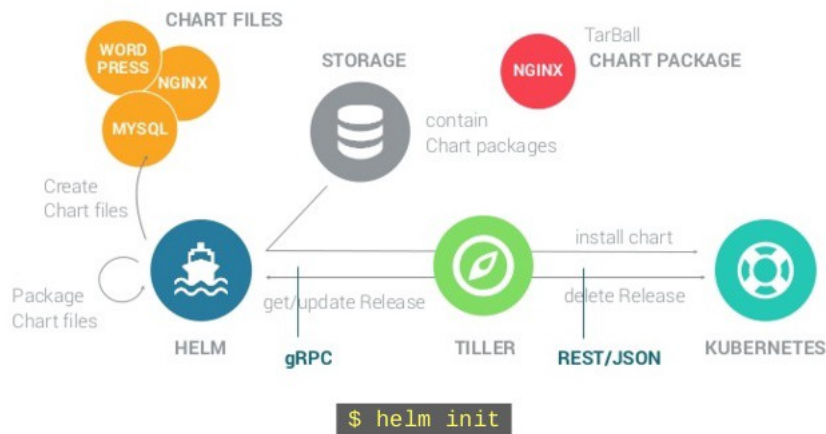 CHART FILES
WORD
PRESS
NGINX
MYSQL
STORAGE
contain
Chart packages
TarBall
CHART PACKAGE
NGINX
Create
Chart files
Package
Chart files
install chart
get/update Release
delete Release
HELM
gRPC
TILLER
REST/JSON
KUBERNETES
$ helm init